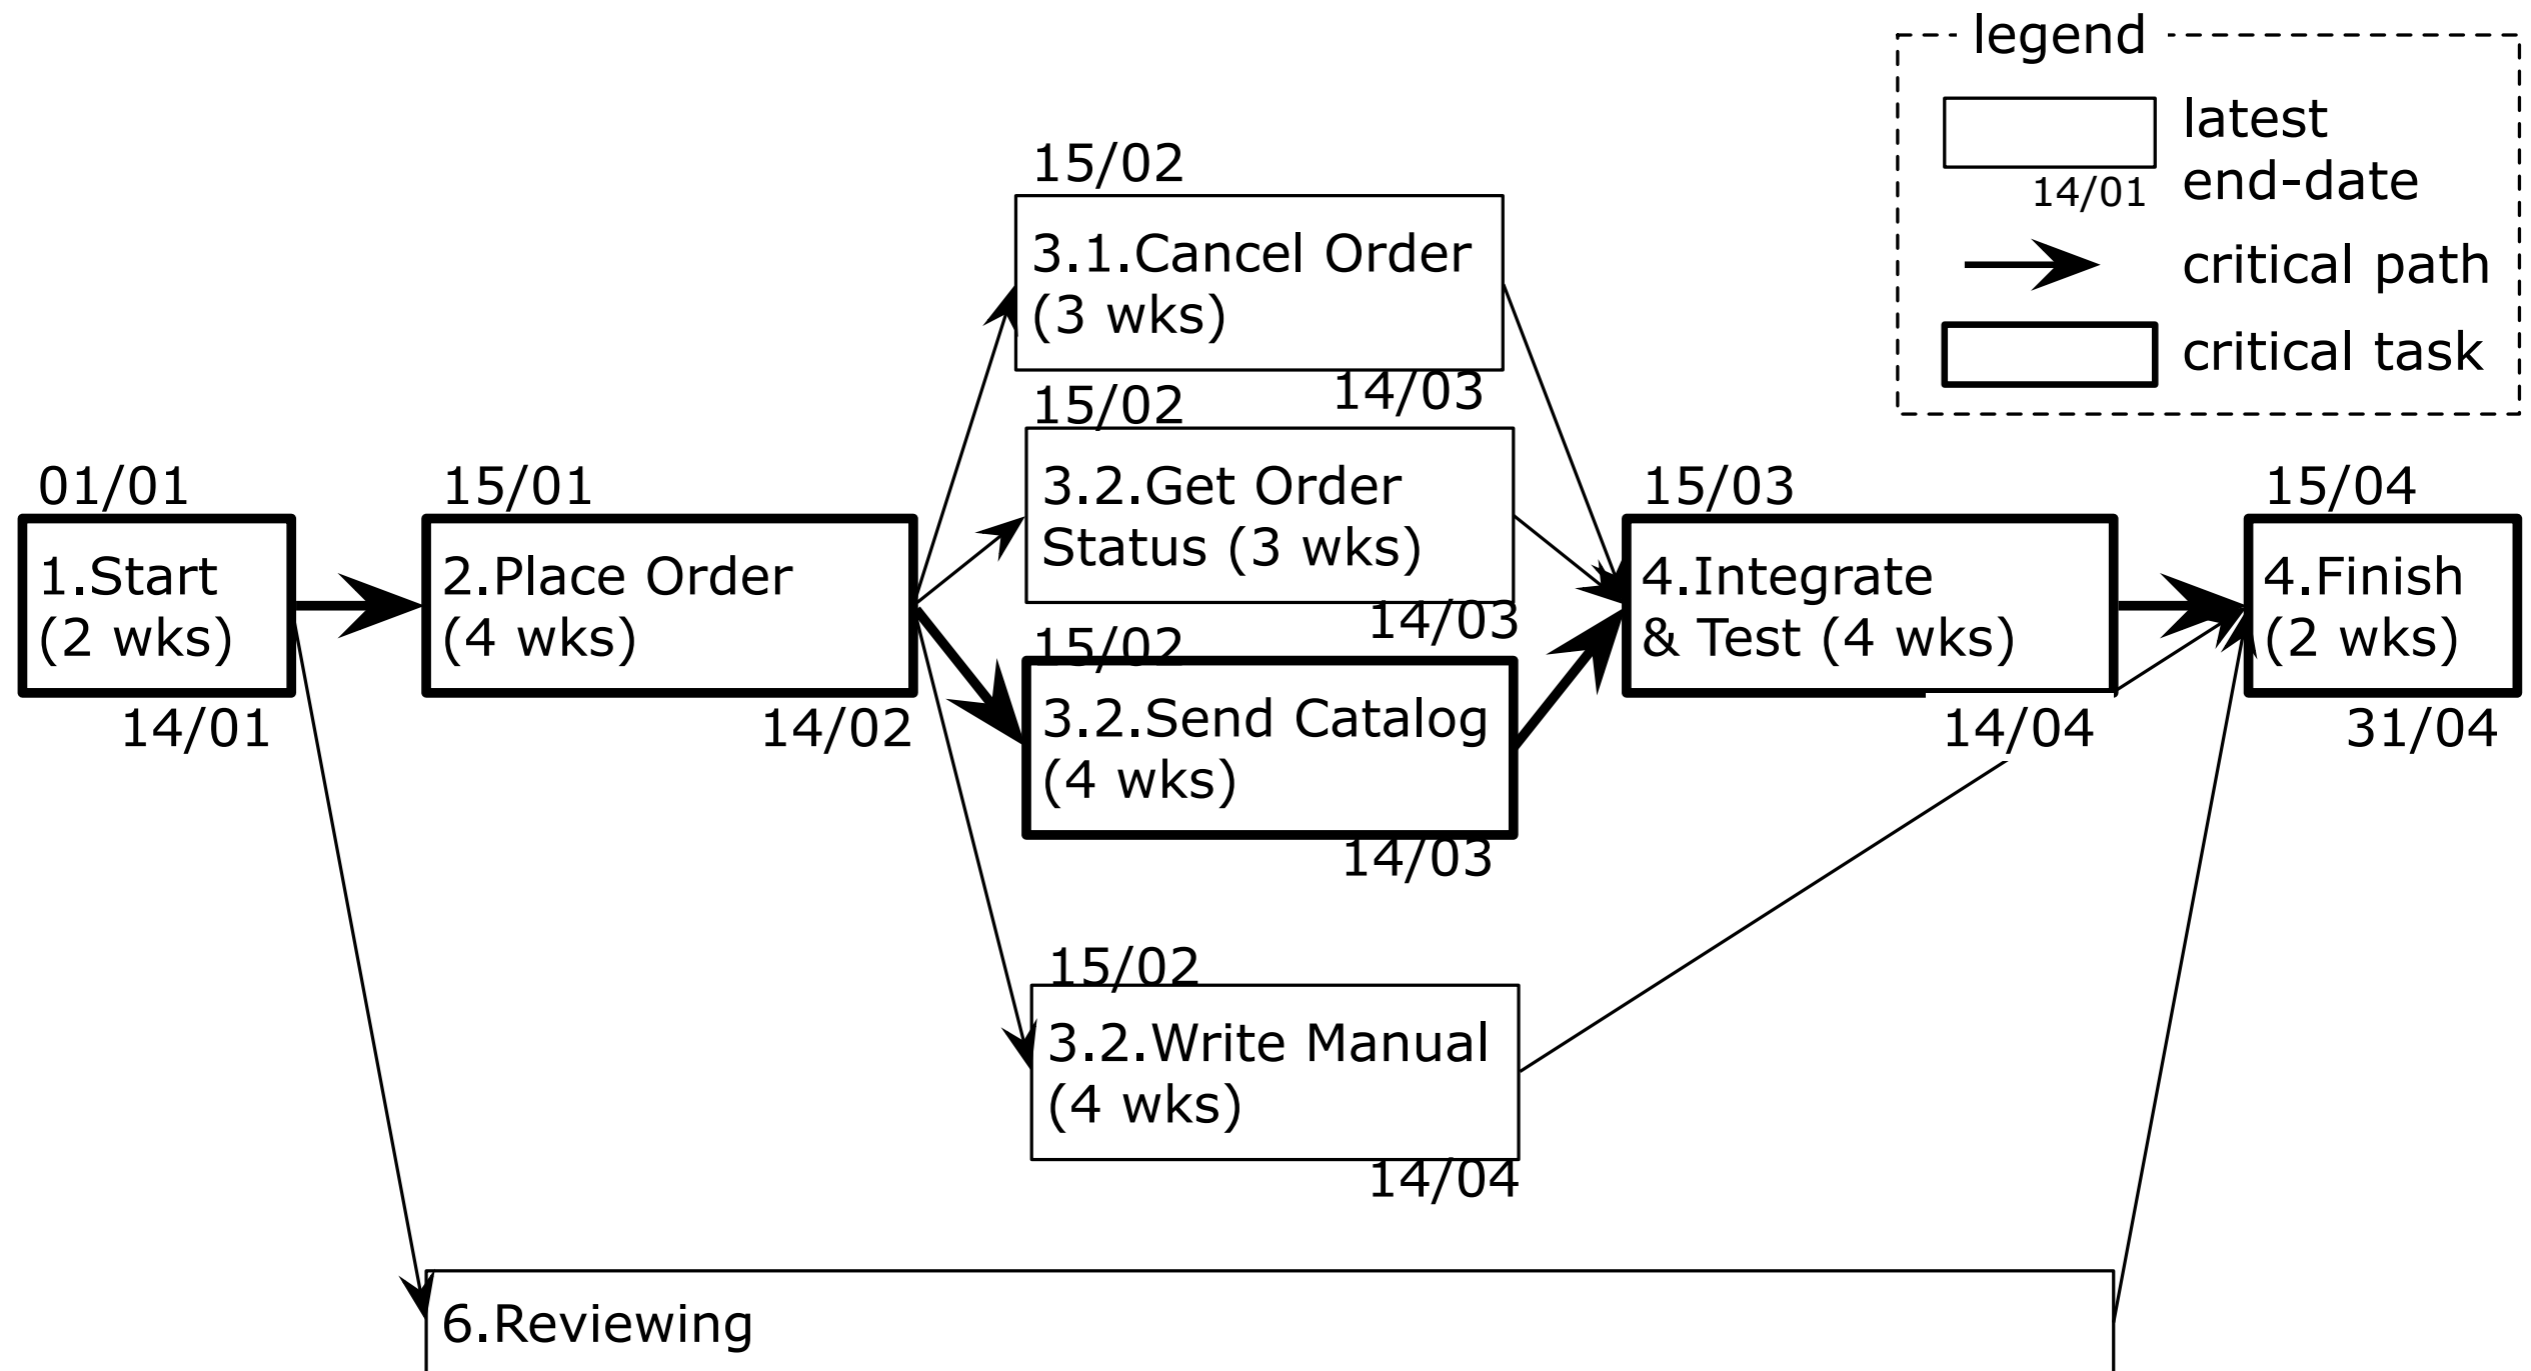 legend
latest
end-date
14/01
critical path
critical task
15/02
3.1.Cancel Order
(3 wks)
14/03
15/02
3.2.Get Order
Status (3 wks)
14/03
01/01
1.Start
(2 wks)
14/01
15/01
2.Place Order
(4 wks)
14/02
15/02
3.2.Send Catalog
(4 wks)
14/03
15/03
4.Integrate
& Test (4 wks)
14/04
15/04
4.Finish
(2 wks)
31/04
15/02
3.2.Write Manual
(4 wks)
14/04
6.Reviewing